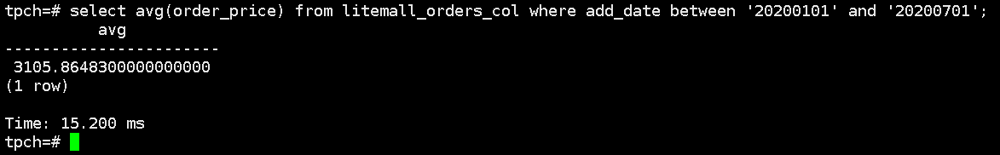 tpch=# select avg(order_price) from litemall_orders_col where add_date between '20200101' and '20200701';
avg
-----------------------
3105.8648300000000000
(1 row)
Time: 15.200 ms
tpch=#